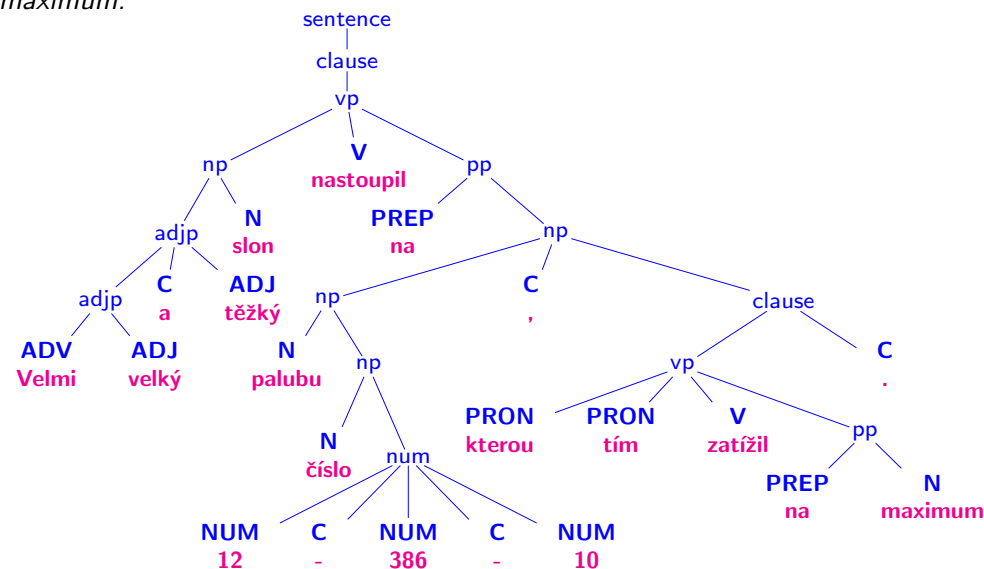 maximum.
sentence
clause
vp
np V pp
nastoupil
N PREP
adjp slon na np
C ADJ C
adjp a těžký np , clause
ADV ADJ N C
Velmi velký palubu np vp .
PRON PRON V
kterou tím zatížil pp
N
číslo num
PREP N
na maximum
NUM C NUM C NUM
12 - 386 - 10